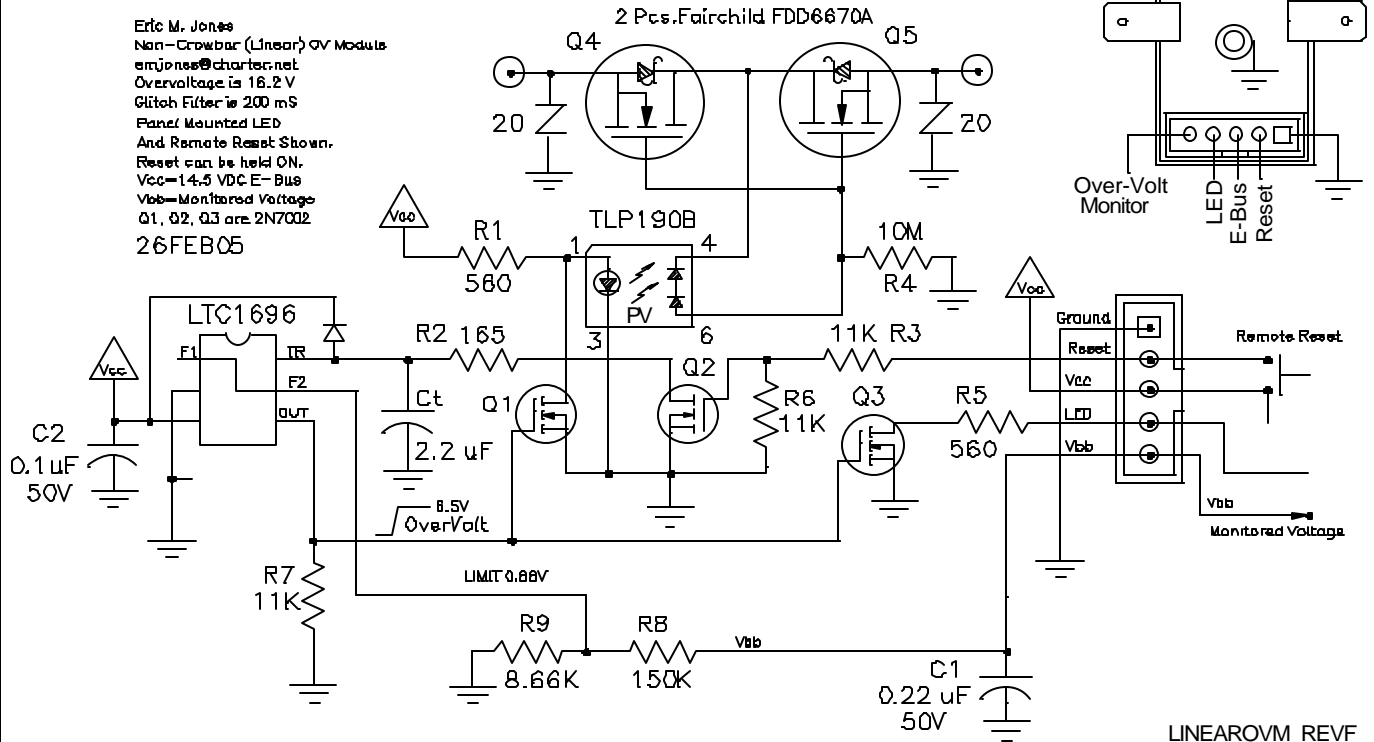 Eric M. Jones
Non-Crowbar (Linear) OV Module
emjones@charter.net
Overvoltage is 16.2 V
Glitch Filter is 200 mS
Panel Mounted LED
And Remote Reset Shown.
Reset can be held ON.
Vcc=14.5 VDC E-Bus
Vbb=Monitored Voltage
Q1, Q2, Q3 are 2N7002
26FEB05
2 Pcs.Fairchild FDD6670A
Q4
Q5
20
20
Over-Volt
Monitor
LED
E-Bus
Reset
Vcc
R1
560
TLP190B
1
4
PV
3
6
10M
R4
LTC1696
F1
TR
F2
OUT
Vcc
C2
0.1uF
50V
R2 165
Ct
2.2 uF
Q1
Q2
11K R3
R6
11K
Q3
R5
560
Vcc
Ground
Reset
Vcc
LED
Vbb
Remote Reset
Vbb
Monitored Voltage
OverVolt
R7
11K
LIMIT 0.88V
R9
8.66K
R8
150K
Vbb
C1
0.22 uF
50V
LINEAROVM REVF